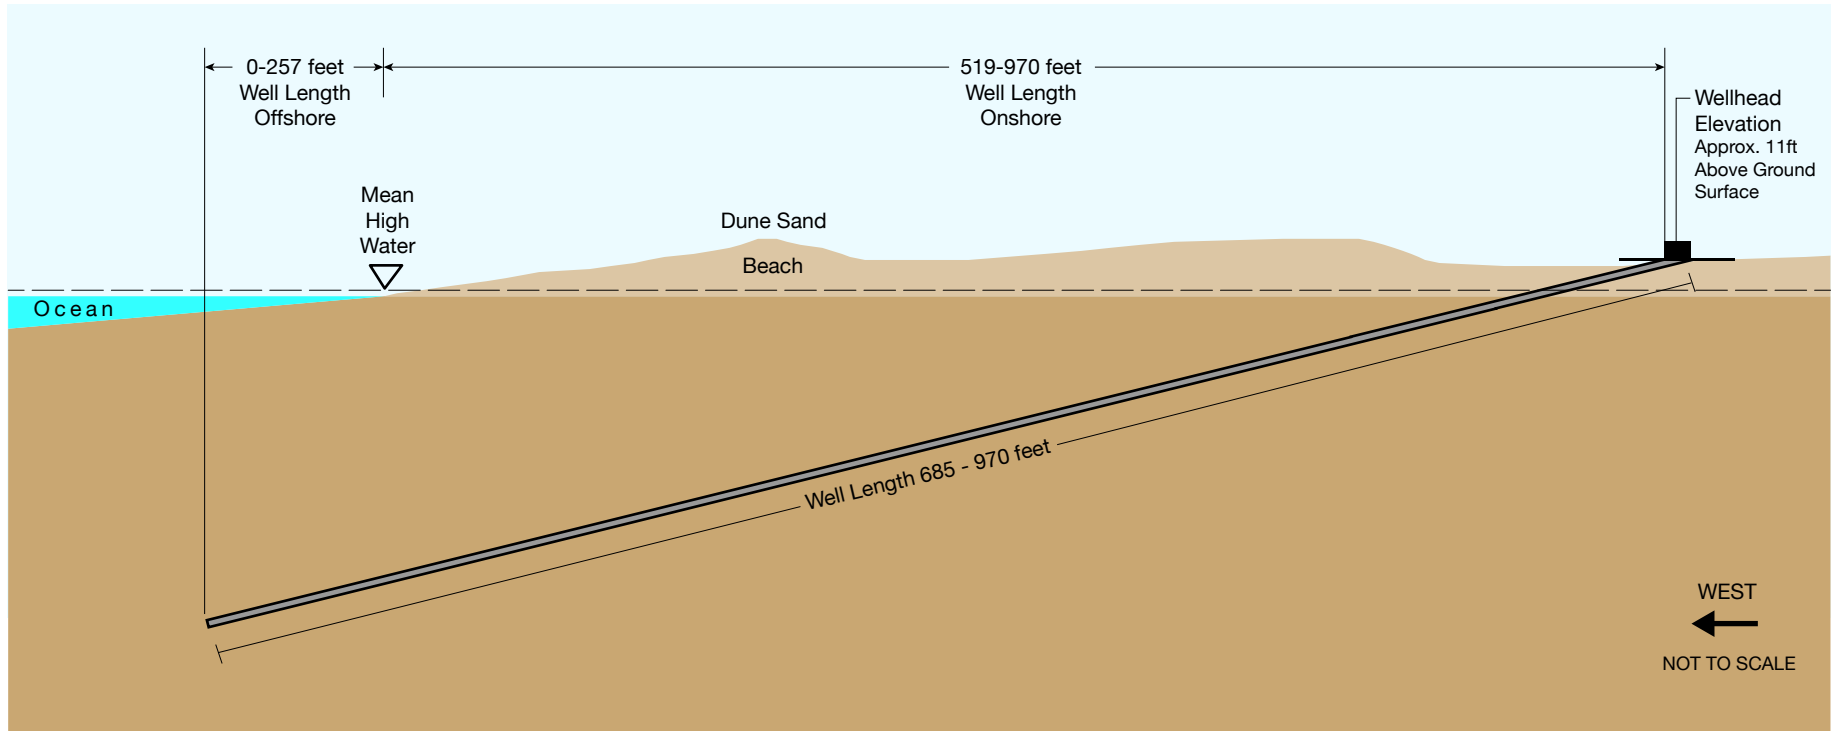 0-257 feet
Well Length
Offshore
519-970 feet
Well Length
Onshore
Wellhead
Elevation
Approx. 11ft
Above Ground
Surface
Mean
High
Water
Dune Sand
Beach
Ocean
Well Length 685 - 970 feet
WEST
NOT TO SCALE